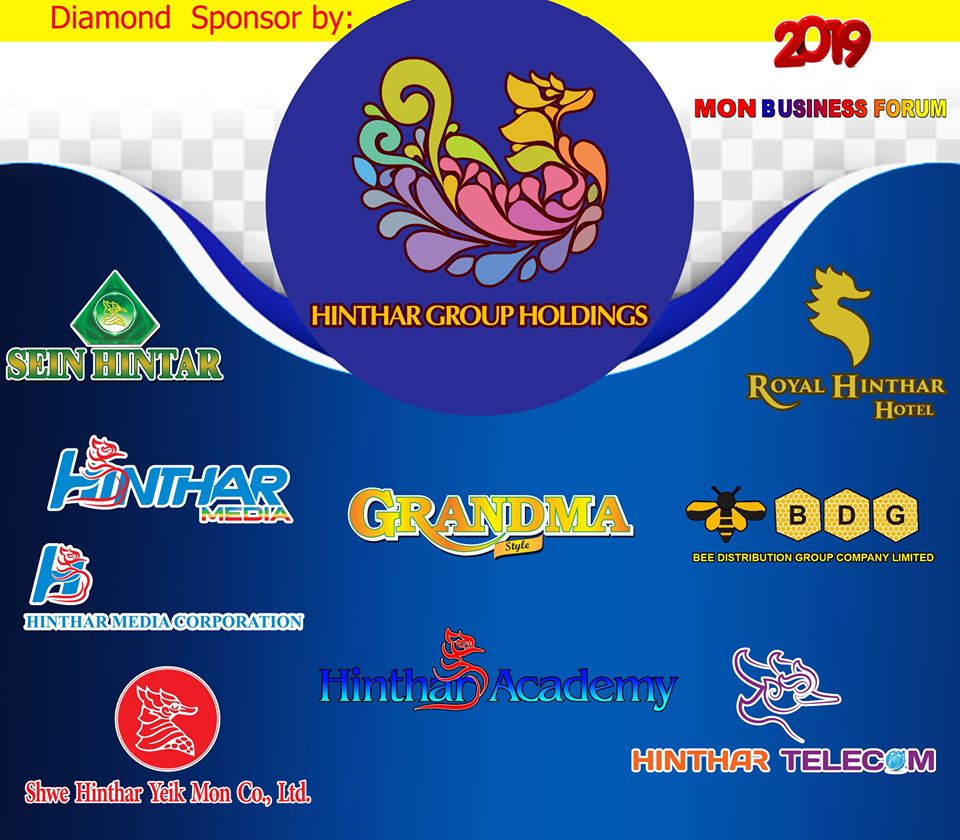 Diamond Sponsor by:
2019
MON BUSINESS FORUM
HINTHAR GROUP HOLDINGS
SEIN HINTAR
ROYAL HINTHAR
HOTEL
HINTHAR
MEDIA
GRANDMA
Style
B D G
BEE DISTRIBUTION GROUP COMPANY LIMITED
H
HINTHAR MEDIA CORPORATION
Hinthar Academy
Shwe Hinthar Yeik Mon Co., Ltd.
HINTHAR TELECOM